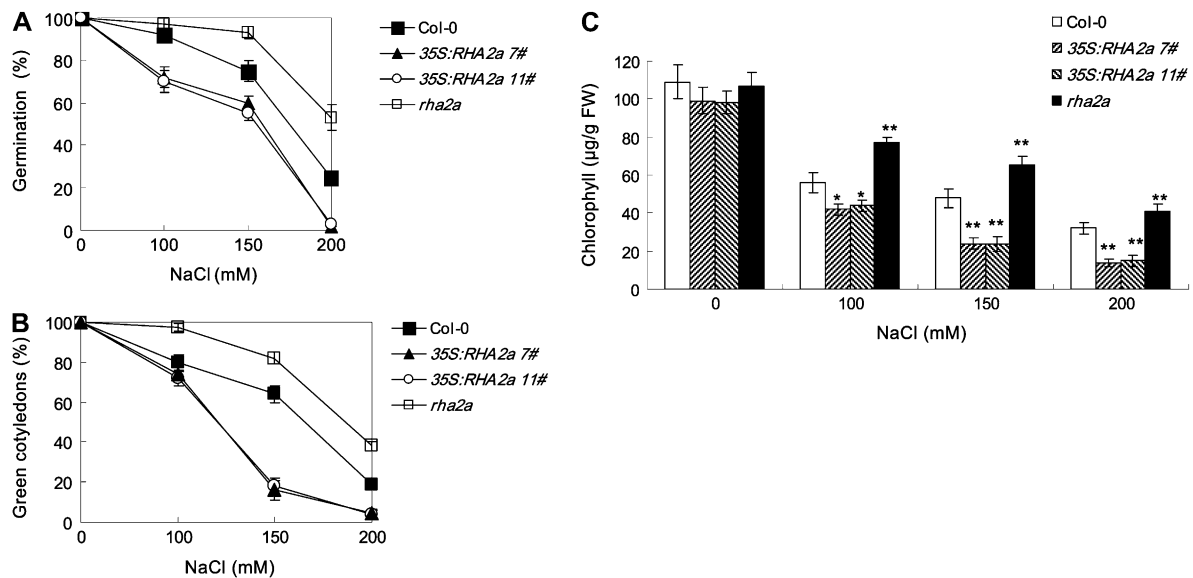 A
Germination (%)
100
80
60
40
20
0
0 100 150 200
NaCl (mM)
Col-0
35S:RHA2a 7#
35S:RHA2a 11#
rha2a
B
Green cotyledons (%)
100
80
60
40
20
0
0 100 150 200
NaCl (mM)
Col-0
35S:RHA2a 7#
35S:RHA2a 11#
rha2a
C
Col-0
35S:RHA2a 7#
35S:RHA2a 11#
rha2a
Chlorophyll (µg/g FW)
120
100
80
60
40
20
0
* * **
** ** **
** ** **
0 100 150 200
NaCl (mM)